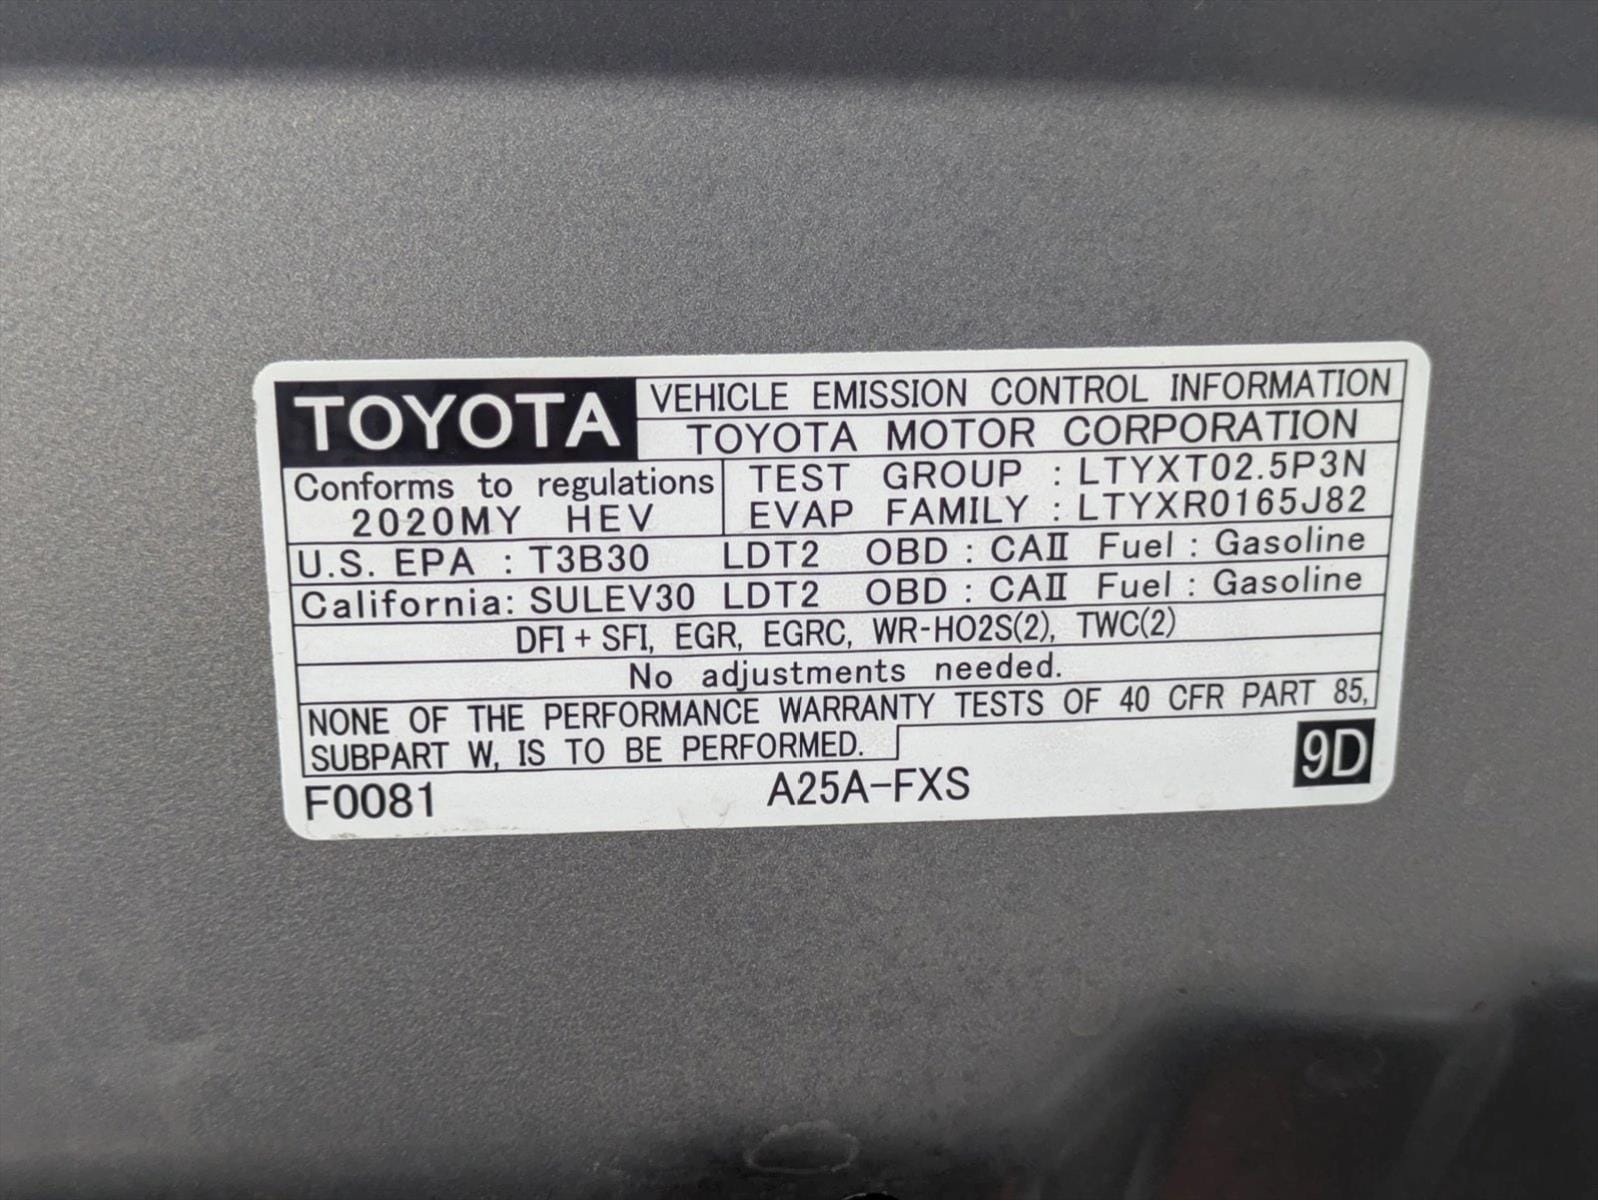 TOYOTA VEHICLE EMISSION CONTROL INFORMATION
TOYOTA MOTOR CORPORATION
Conforms to regulations TEST GROUP : LTYXT02.5P3N
2020MY HEV EVAP FAMILY : LTYXR0165J82
U.S. EPA : T3B30 LDT2 OBD : CAⅡ Fuel : Gasoline
California: SULEV30 LDT2 OBD : CAⅡ Fuel : Gasoline
DFI + SFI, EGR, EGRC, WR-HO2S(2), TWC(2)
No adjustments needed.
NONE OF THE PERFORMANCE WARRANTY TESTS OF 40 CFR PART 85,
SUBPART W, IS TO BE PERFORMED.
F0081 A25A-FXS 9D